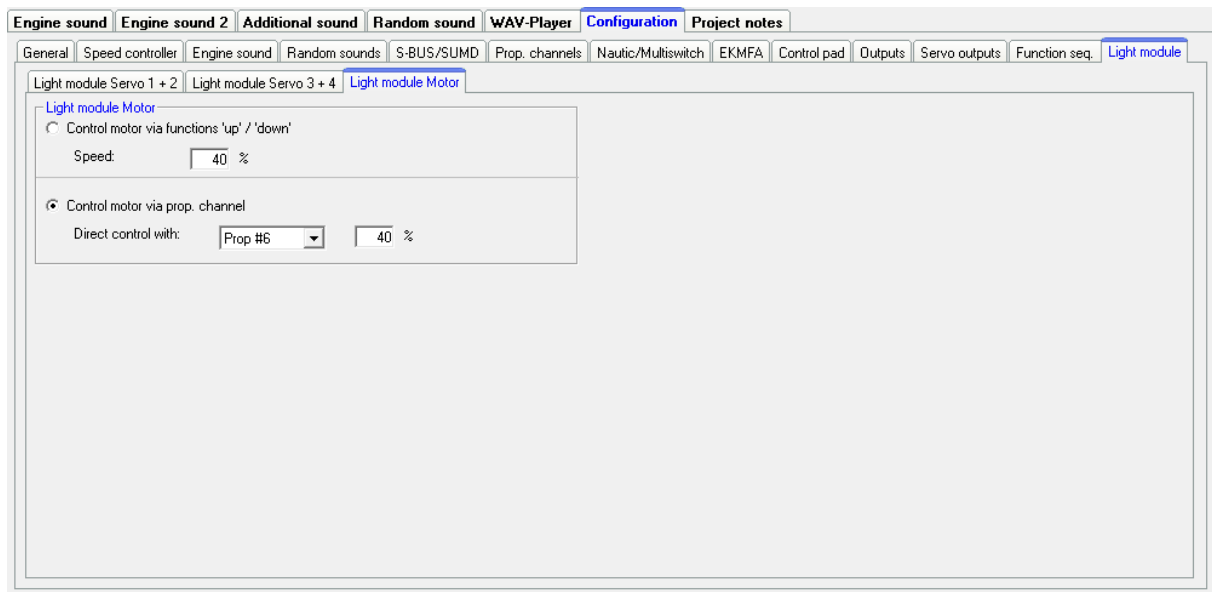 Engine sound Engine sound 2 Additional sound Random sound WAV-Player Configuration Project notes
General Speed controller Engine sound Random sounds S-BUS/SUMD Prop. channels Nautic/Multiswitch EKMFA Control pad Outputs Servo outputs Function seq. Light module
Light module Servo 1 + 2 Light module Servo 3 + 4 Light module Motor
Light module Motor
Control motor via functions 'up' / 'down'
Speed: 40 %
Control motor via prop. channel
Direct control with: Prop #6 40 %